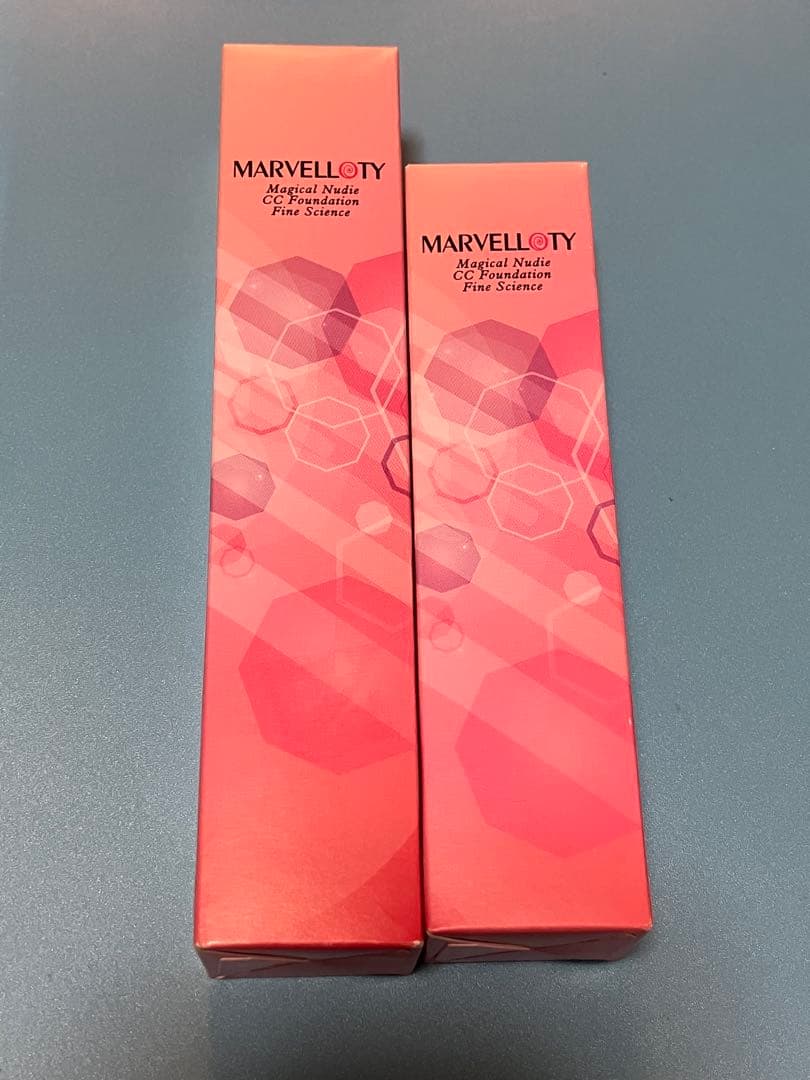 MARVELLOTY
Magical Nudie
CC Foundation
Fine Science
MARVELLOTY
Magical Nudie
CC Foundation
Fine Science